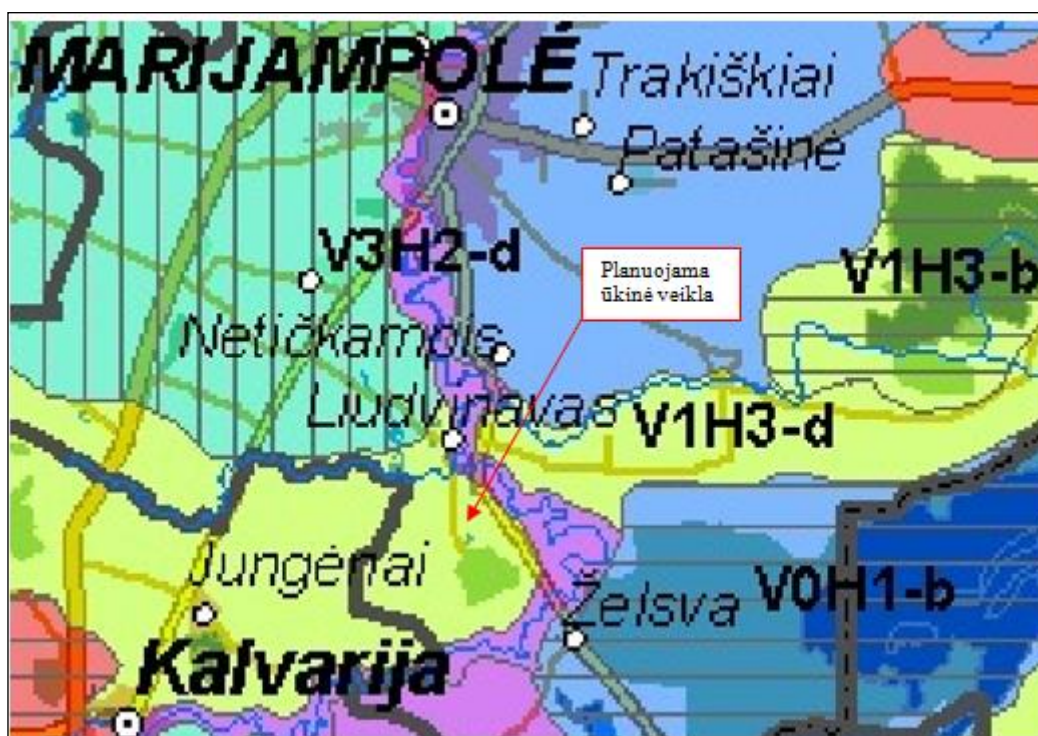 MARIJAMPOLĖ
Trakiškiai
Patašinė
V3H2-d
Planuojama
ūkinė veikla
V1H3-b
Netičkampis
Liudvinavas
V1H3-d
Jungėnai
Želsva
V0H1-b
Kalvarija